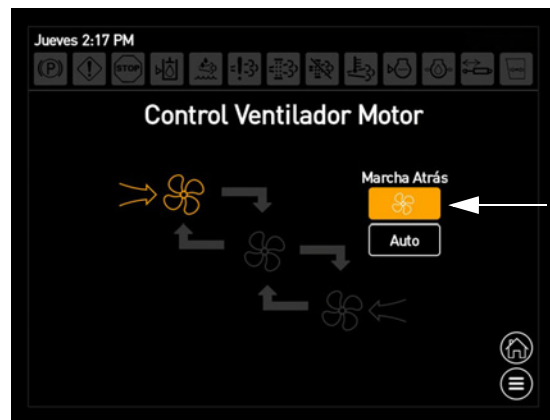 Jueves 2:17 PM
(P)
STOP
Control Ventilador Motor
Marcha Atrás
Auto